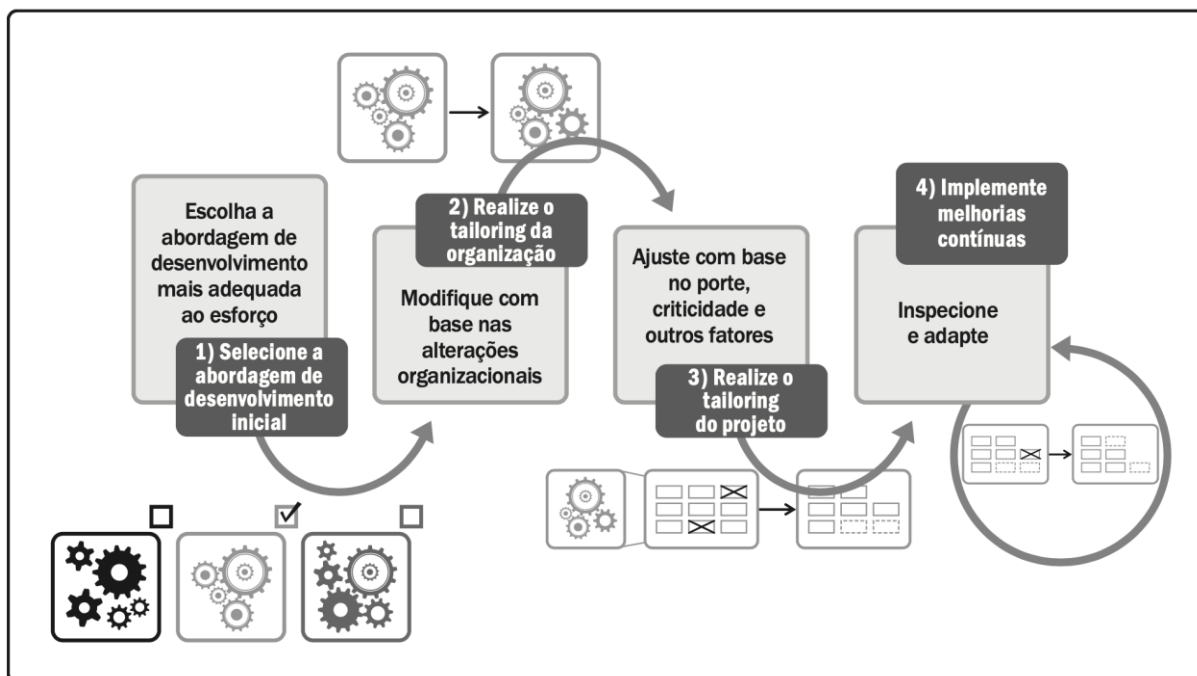 Escolha a
abordagem de
desenvolvimento
mais adequada
ao esforço
1) Selecione a
abordagem de
desenvolvimento
inicial
2) Realize o
tailoring da
organização
Modifique com
base nas
alterações
organizacionais
Ajuste com base
no porte,
criticidade e
outros fatores
3) Realize o
tailoring
do projeto
4) Implemente
melhorias
contínuas
Inspecione
e adapte